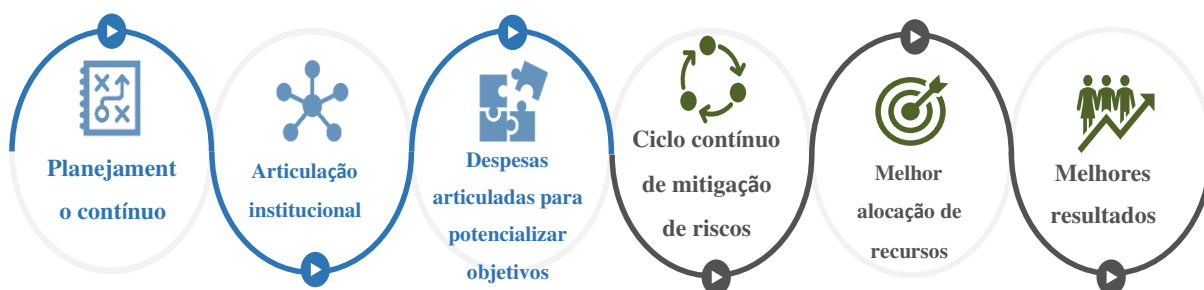 Planejament
o contínuo
Articulação
institucional
Despesas
articuladas para
potencializar
objetivos
Ciclo contínuo
de mitigação
de riscos
Melhor
alocação de
recursos
Melhores
resultados